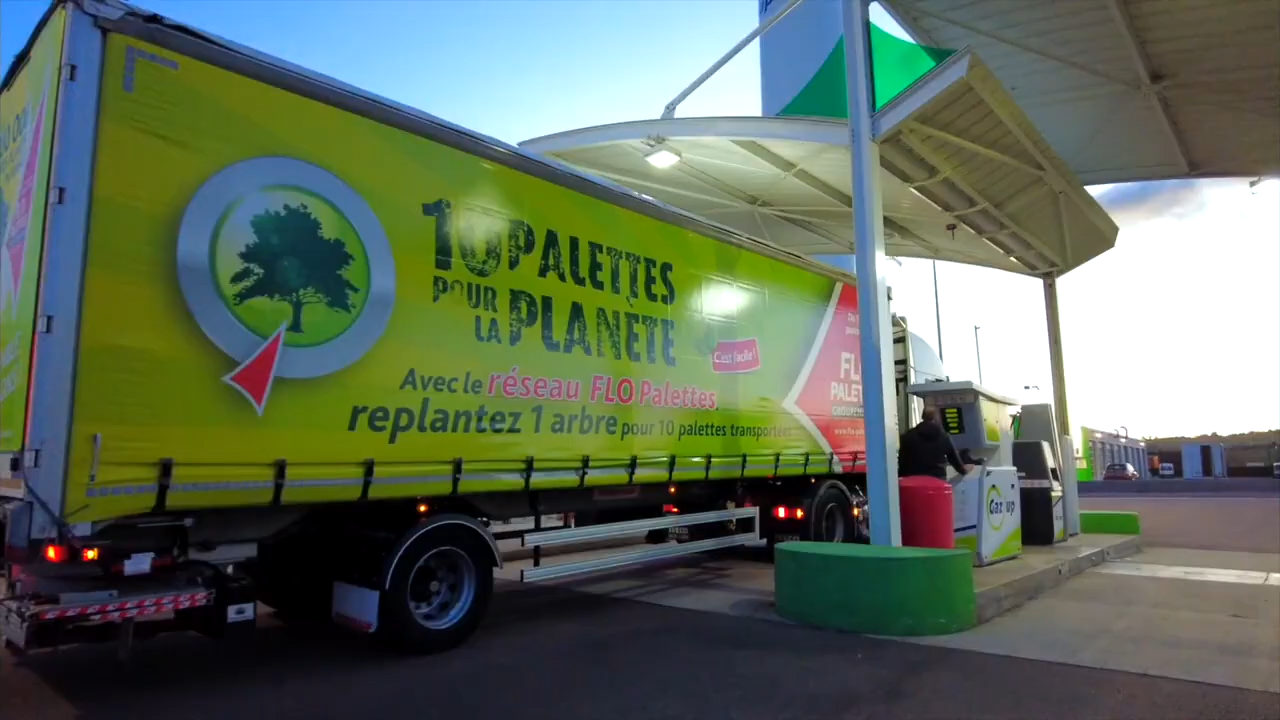 10 PALETTES
POUR
LA PLANÈTE
C'est facile!
Avec le réseau FLO Palettes,
replantez 1 arbre pour 10 palettes transportées
FLO
PALET
Gaz up